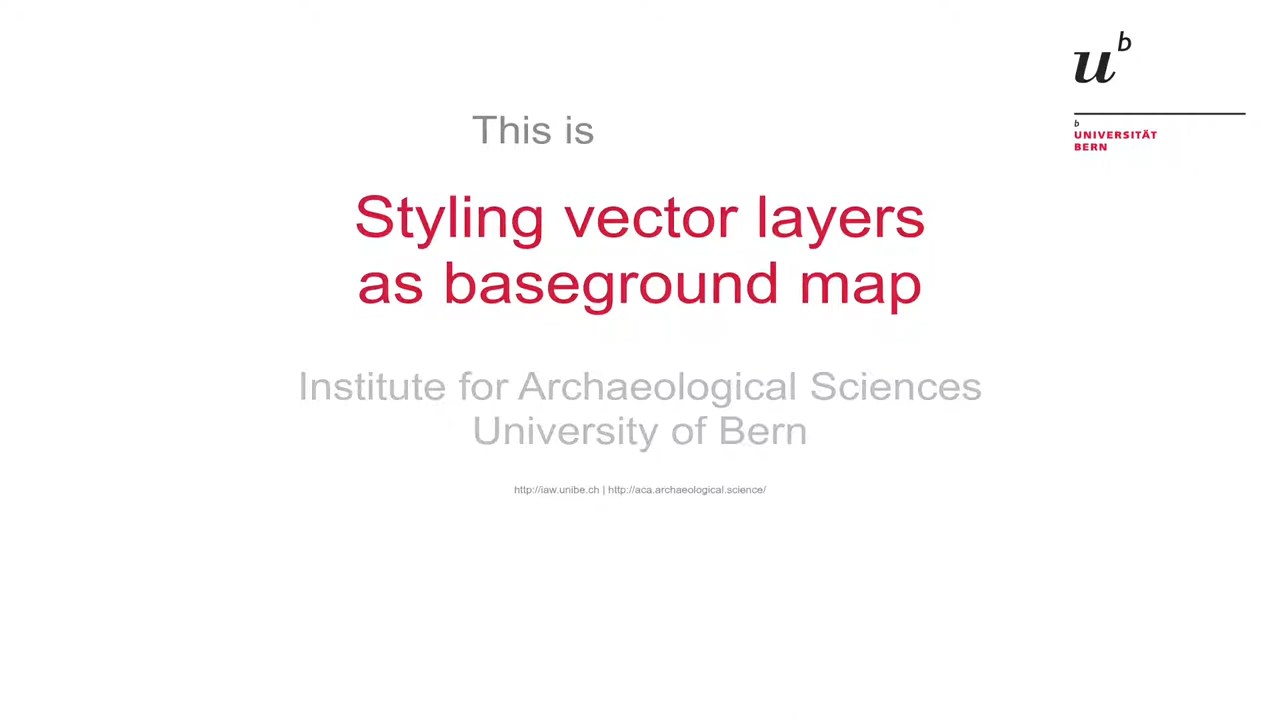 u
b
b
UNIVERSITÄT
BERN
This is
Styling vector layers
as baseground map
Institute for Archaeological Sciences
University of Bern
http://iaw.unibe.ch | http://aca.archaeological.science/